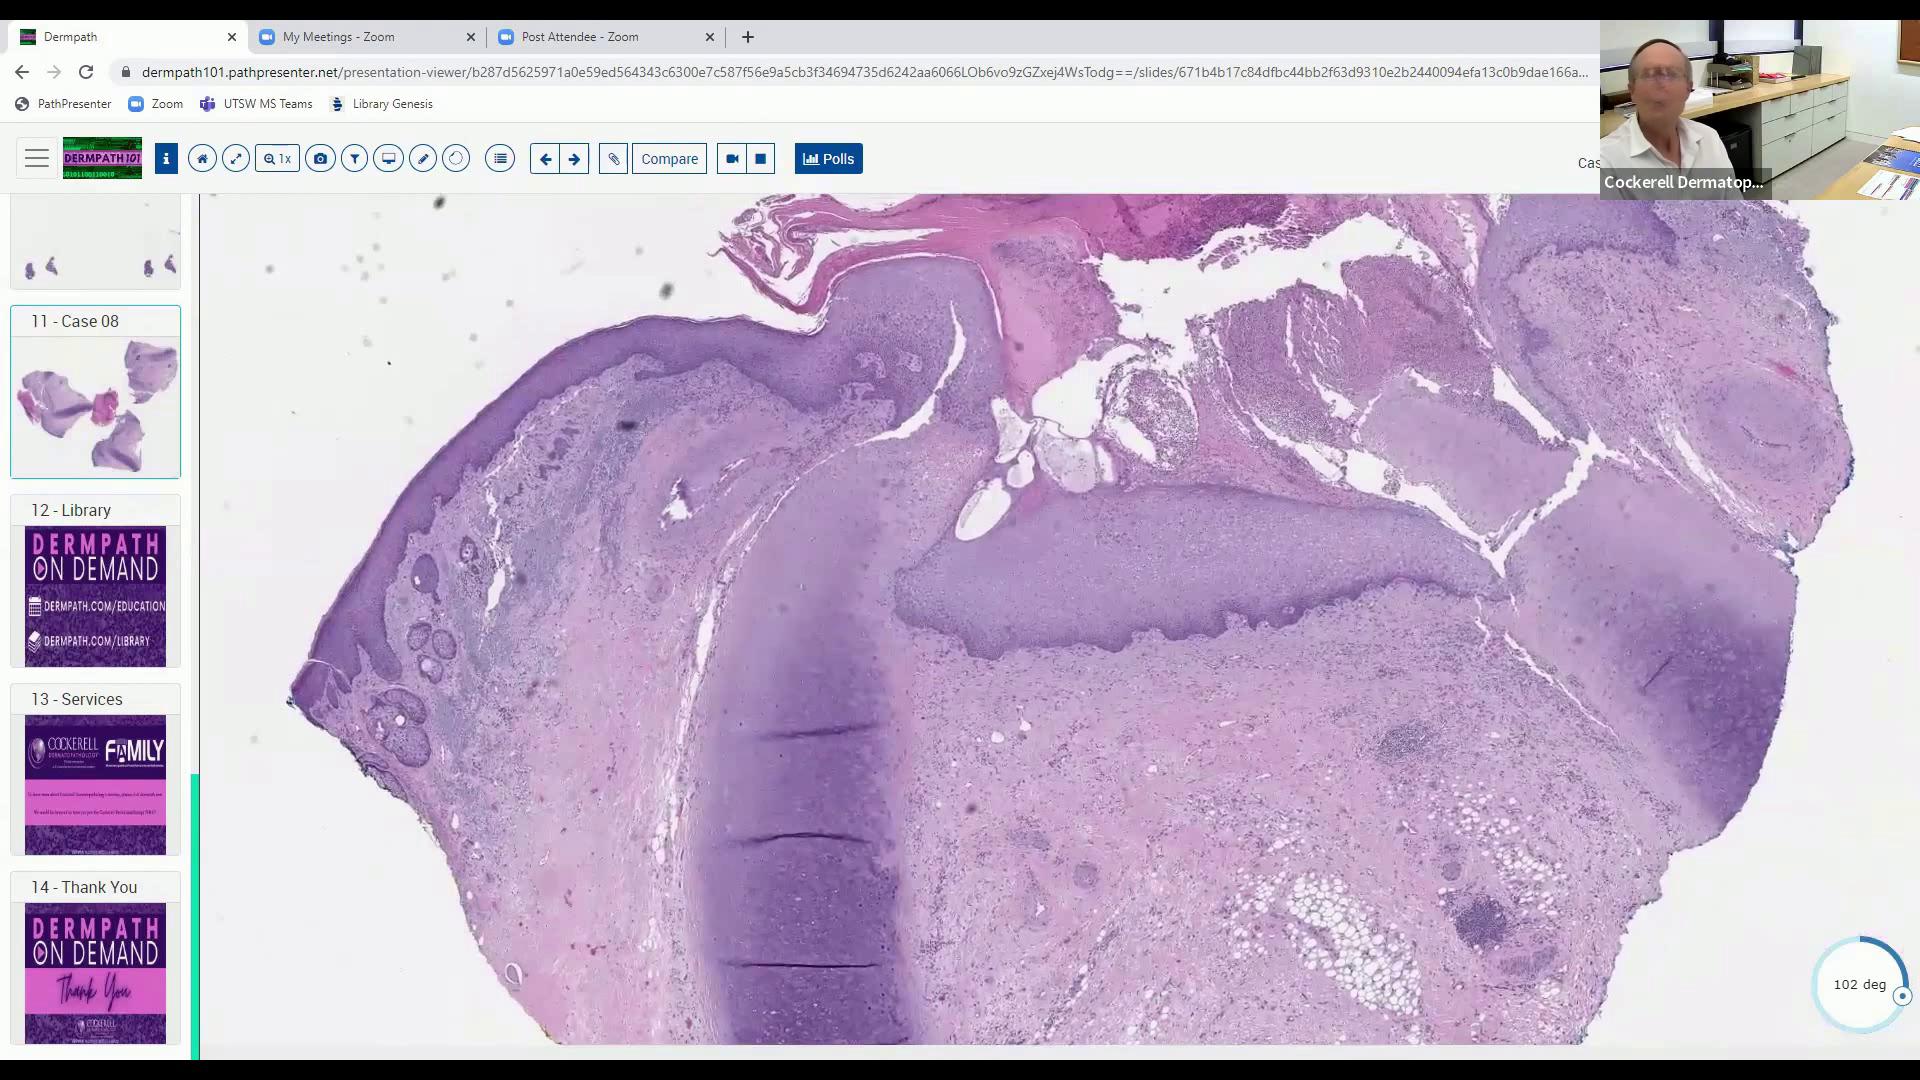 Dermpath
My Meetings - Zoom
Post Attendee - Zoom
dermpath101.pathpresenter.net/presentation-viewer/b287d5625971a0e59ed564343c6300e7c587f56e9a5cb3f34694735d6242aa6066LOb6vo9zGZxej4WsTodg==/slides/671b4b17c84dfbc44bb2f63d9310e2b2440094efa13c0b9dae166a...
PathPresenter
Zoom
UTSW MS Teams
Library Genesis
DERMPATH 101
1x
Compare
Polls
Cas
Cockerell Dermatop...
11 - Case 08
12 - Library
DERMPATH
ON DEMAND
DERMPATH.COM/EDUCATION
DERMPATH.COM/LIBRARY
13 - Services
COCKERELL
FAMILY
14 - Thank You
DERMPATH
ON DEMAND
Thank You
COCKERELL
102 deg